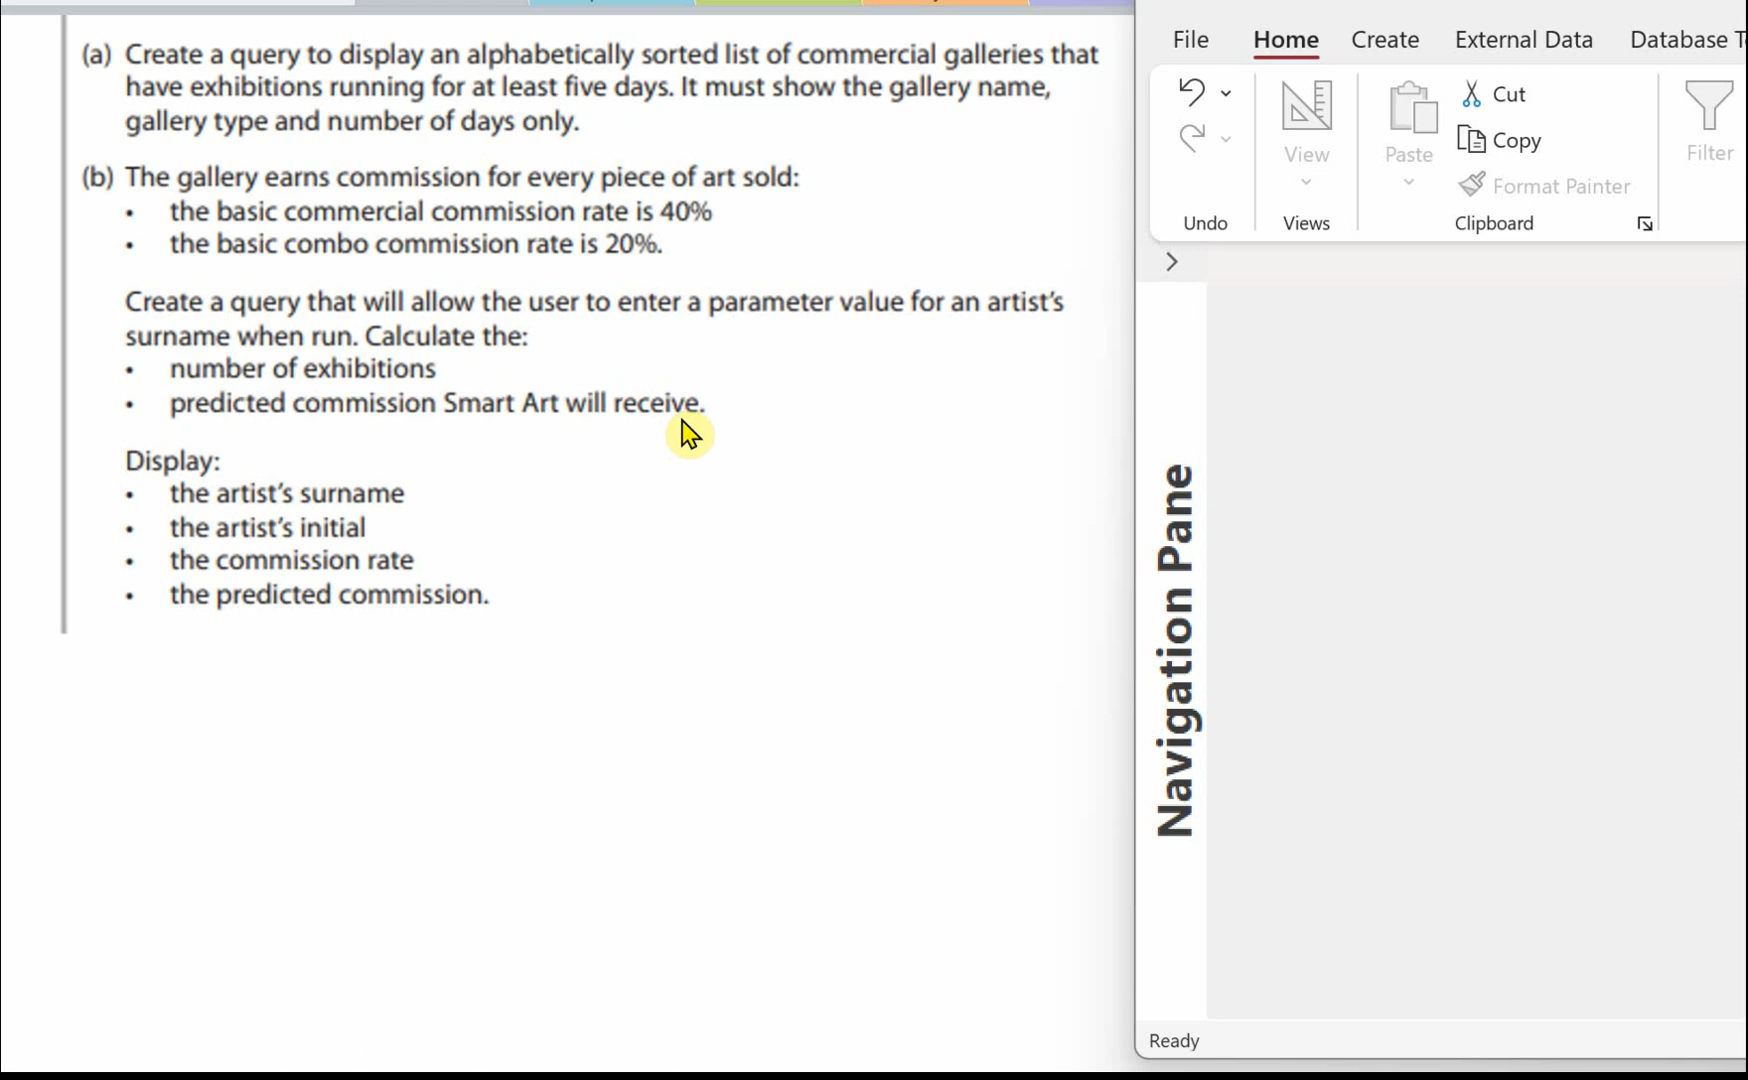 (a) Create a query to display an alphabetically sorted list of commercial galleries that
have exhibitions running for at least five days. It must show the gallery name,
gallery type and number of days only.
(b) The gallery earns commission for every piece of art sold:
• the basic commercial commission rate is 40%
• the basic combo commission rate is 20%.
Create a query that will allow the user to enter a parameter value for an artist's
surname when run. Calculate the:
• number of exhibitions
• predicted commission Smart Art will receive.
Display:
• the artist's surname
• the artist's initial
• the commission rate
• the predicted commission.
File Home Create External Data Database T
Cut
Copy
Format Painter
View
Paste
Filter
Undo
Views
Clipboard
Navigation Pane
Ready